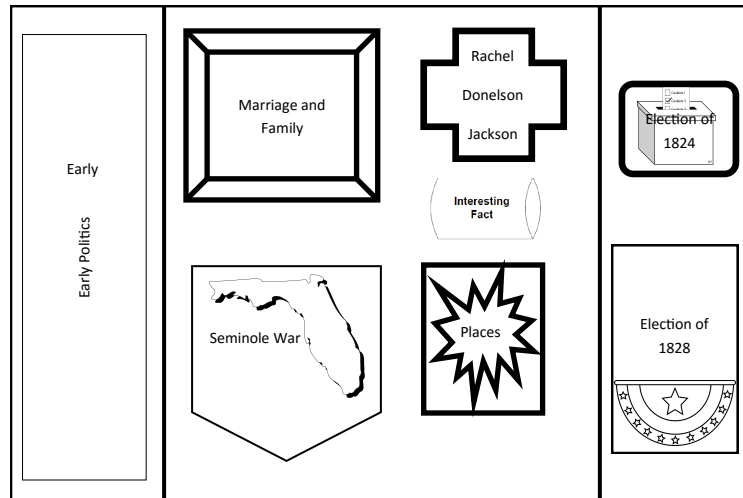 Early
Early Politics
Marriage and
Family
Rachel
Donelson
Jackson
Interesting
Fact
Seminole War
Places
Election of
1824
Election of
1828